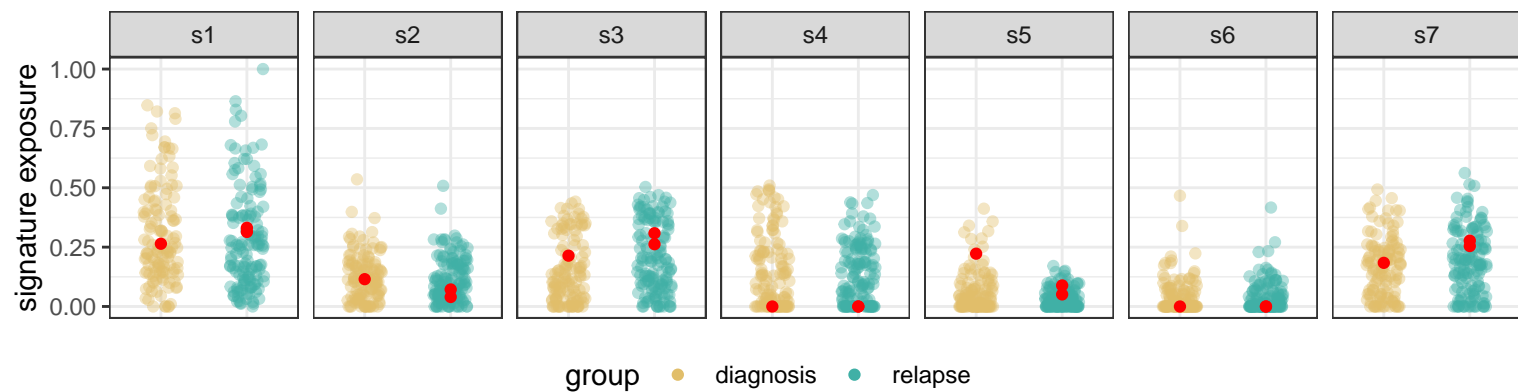 s1 s2 s3 s4 s5 s6 s7
signature exposure
1.00
0.75
0.50
0.25
0.00
group diagnosis relapse